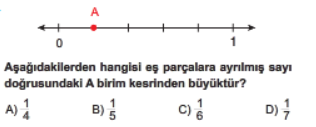 A
0 1
Aşağıdakilerden hangisi eş parçalara ayrılmış sayı
doğrusundaki A birim kesrinden büyüktür?
A) 1/4 B) 1/5 C) 1/6 D) 1/7